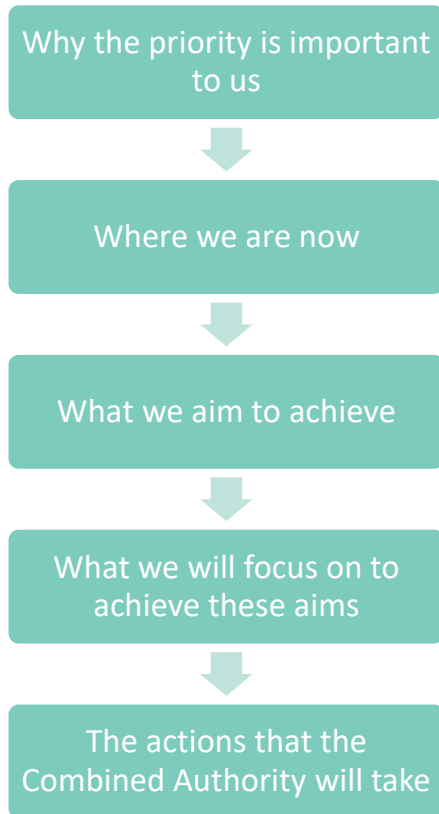 Why the priority is important
to us
Where we are now
What we aim to achieve
What we will focus on to
achieve these aims
The actions that the
Combined Authority will take